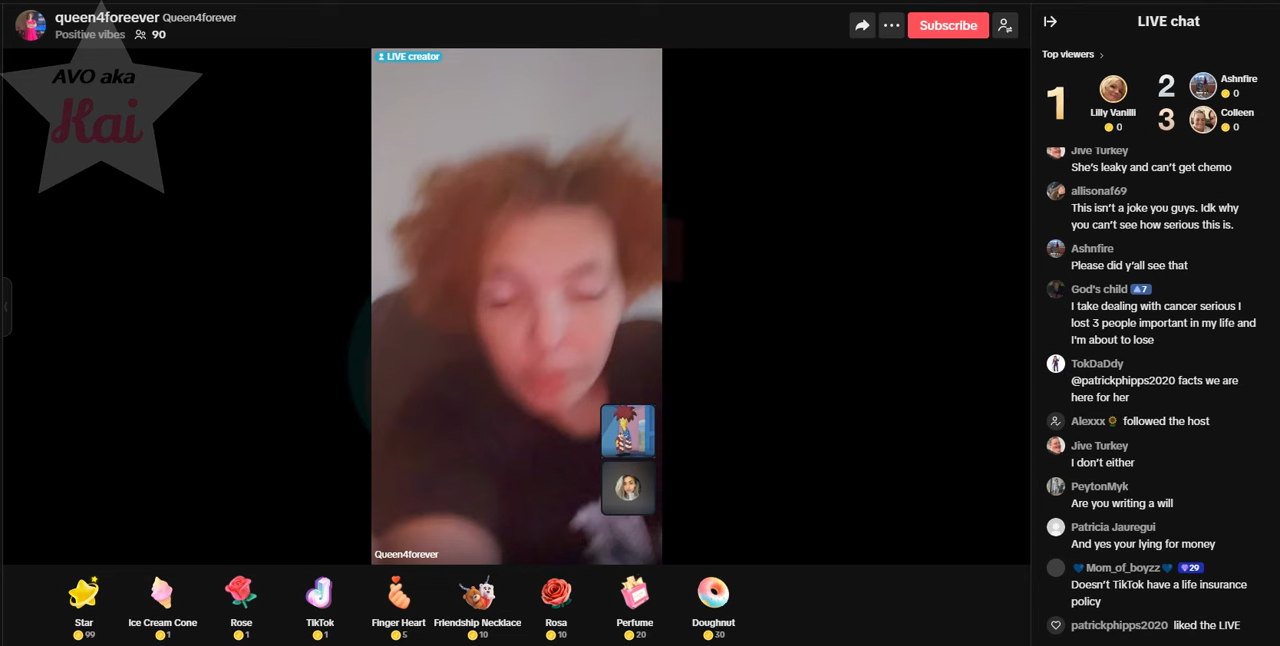 queen4foreever Queen4forever
Positive vibes 90
Subscribe
AVO aka
Kai
LIVE creator
Queen4forever
Star
99
Ice Cream Cone
1
Rose
1
TikTok
1
Finger Heart
5
Friendship Necklace
10
Rosa
10
Perfume
20
Doughnut
30
LIVE chat
Top viewers
1
Lilly Vanilli
0
2
Ashnfire
0
3
Colleen
0
Jive Turkey
She's leaky and can't get chemo
allisonaf69
This isn't a joke you guys. Idk why
you can't see how serious this is.
Ashnfire
Please did y'all see that
God's child 7
I take dealing with cancer serious I
lost 3 people important in my life and
I'm about to lose
TokDaDdy
@patrickphipps2020 facts we are
here for her
Alexxx followed the host
Jive Turkey
I don't either
PeytonMyk
Are you writing a will
Patricia Jauregui
And yes your lying for money
Mom_of_boyzz 29
Doesn't TikTok have a life insurance
policy
patrickphipps2020 liked the LIVE